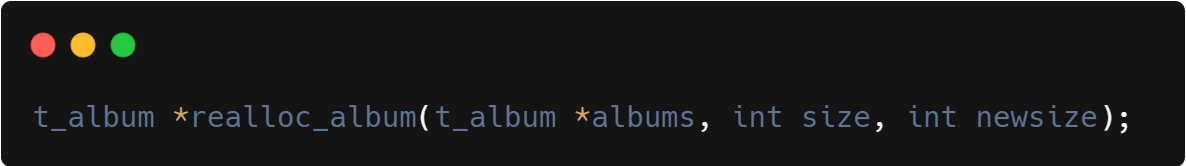 t_album *realloc_album(t_album *albums, int size, int newsize);